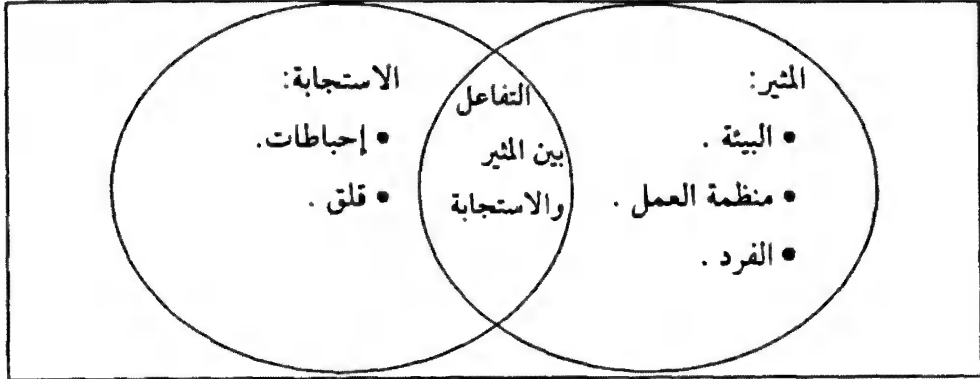 المثير:
• البيئة .
• منظمة العمل .
• الفرد .
التفاعل
بين المثير
والاستجابة
الاستجابة:
• إحباطات.
• قلق .